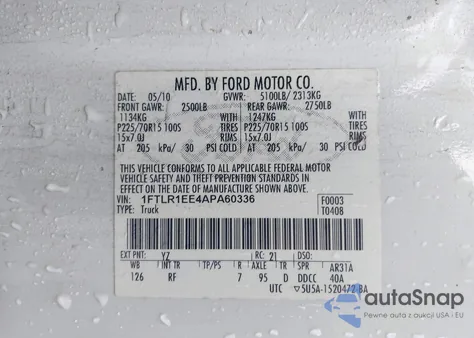 MFD. BY FORD MOTOR CO.
DATE: 05/10 GVWR: 5100LB/ 2313KG
FRONT GAWR: 2500LB REAR GAWR: 2750LB
1134KG WITH 1247KG WITH
P225/70R15 100S TIRES P225/70R15 100S TIRES
15x7.0J RIMS 15x7.0J RIMS
AT 205 kPa/ 30 PSI COLD AT 205 kPa/ 30 PSI COLD
THIS VEHICLE CONFORMS TO ALL APPLICABLE FEDERAL MOTOR
VEHICLE SAFETY AND THEFT PREVENTION STANDARDS IN
EFFECT ON THE DATE OF MANUFACTURE SHOWN ABOVE.
VIN: 1FTLR1EE4APA60336 F0003
TYPE: Truck T0408
EXT PNT: YZ RC: 21 DSO:
WB INT TR TP/PS R AXLE TR SPR AR31A
126 RF 7 95 D DDCC 40A
UTC ▽5U5A-1520472-BA
autoSnap
Pewne auta z aukcji USA i EU